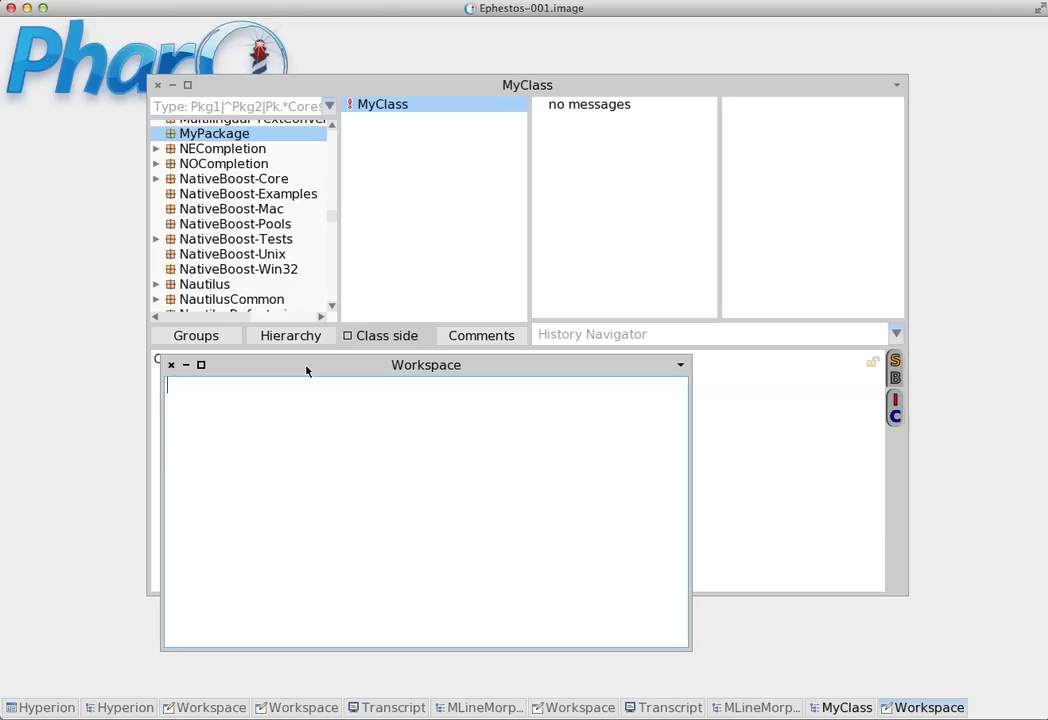 Ephestos-001.image
Pharo
MyClass
Type: Pkg1|^Pkg2|Pk.*Core
MyClass
no messages
MyPackage
NECompletion
NOCompletion
NativeBoost-Core
NativeBoost-Examples
NativeBoost-Mac
NativeBoost-Pools
NativeBoost-Tests
NativeBoost-Unix
NativeBoost-Win32
Nautilus
NautilusCommon
Groups
Hierarchy
Class side
Comments
History Navigator
S
B
I
C
Workspace
Hyperion
Hyperion
Workspace
Workspace
Transcript
MLineMorp...
Workspace
Transcript
MLineMorp...
MyClass
Workspace